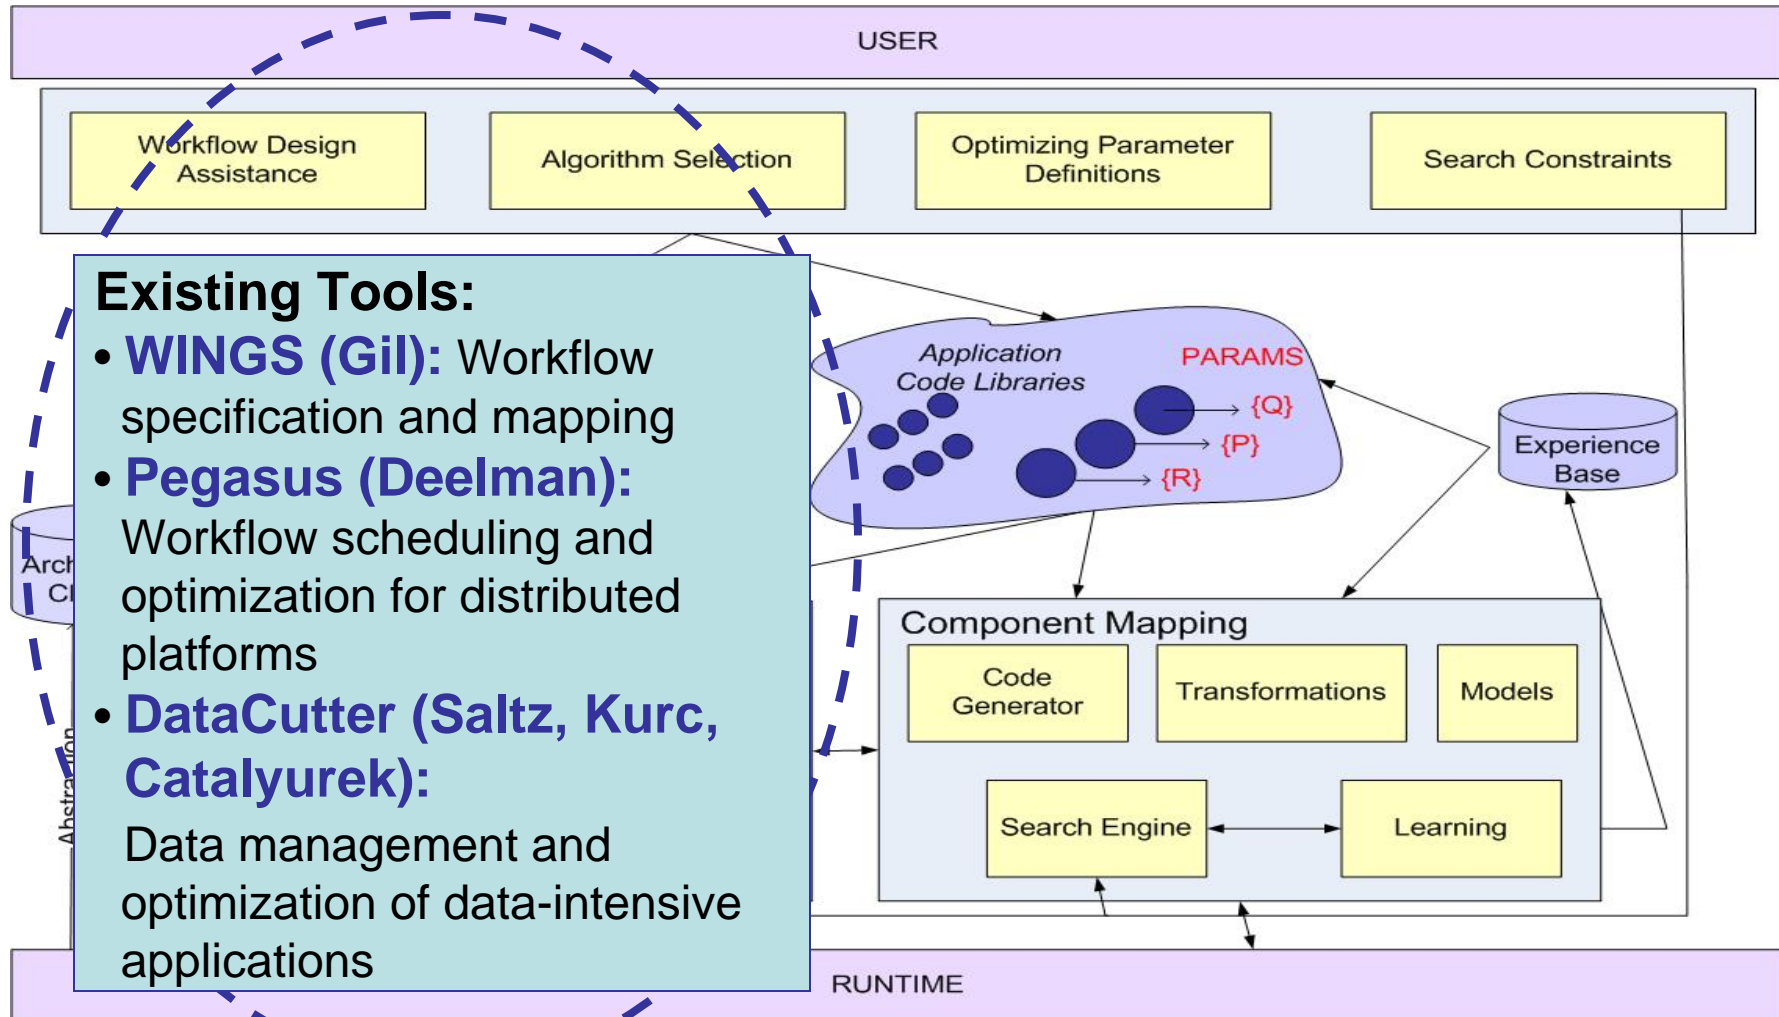 USER
Workflow Design
Assistance
Algorithm Selection
Optimizing Parameter
Definitions
Search Constraints
Existing Tools:
• WINGS (Gil): Workflow
specification and mapping
• Pegasus (Deelman):
Workflow scheduling and
optimization for distributed
platforms
• DataCutter (Saltz, Kurc,
Catalyurek):
Data management and
optimization of data-intensive
applications
Application
Code Libraries
PARAMS
{Q}
{P}
{R}
Experience
Base
Abstraction
Component Mapping
Code
Generator
Transformations
Models
Search Engine
Learning
RUNTIME